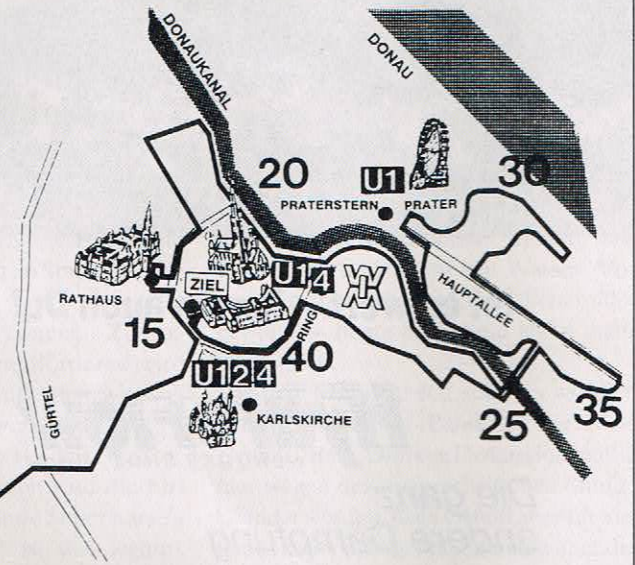 DONAUKANAL
DONAU
20
U1
30
PRATERSTERN
PRATER
RATHAUS
ZIEL
U1 4
HAUPTALLEE
15
RING
40
U1 2 4
KARLSKIRCHE
GÜRTEL
25
35